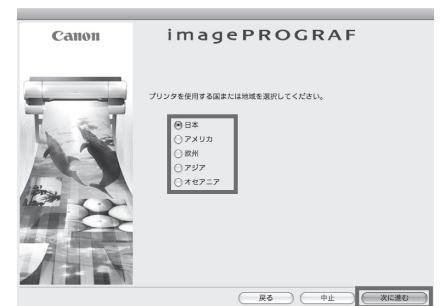 Canon
imagePROGRAF
プリンタを使用する国または地域を選択してください。
日本
アメリカ
欧州
アジア
オセアニア
戻る
中止
次に進む